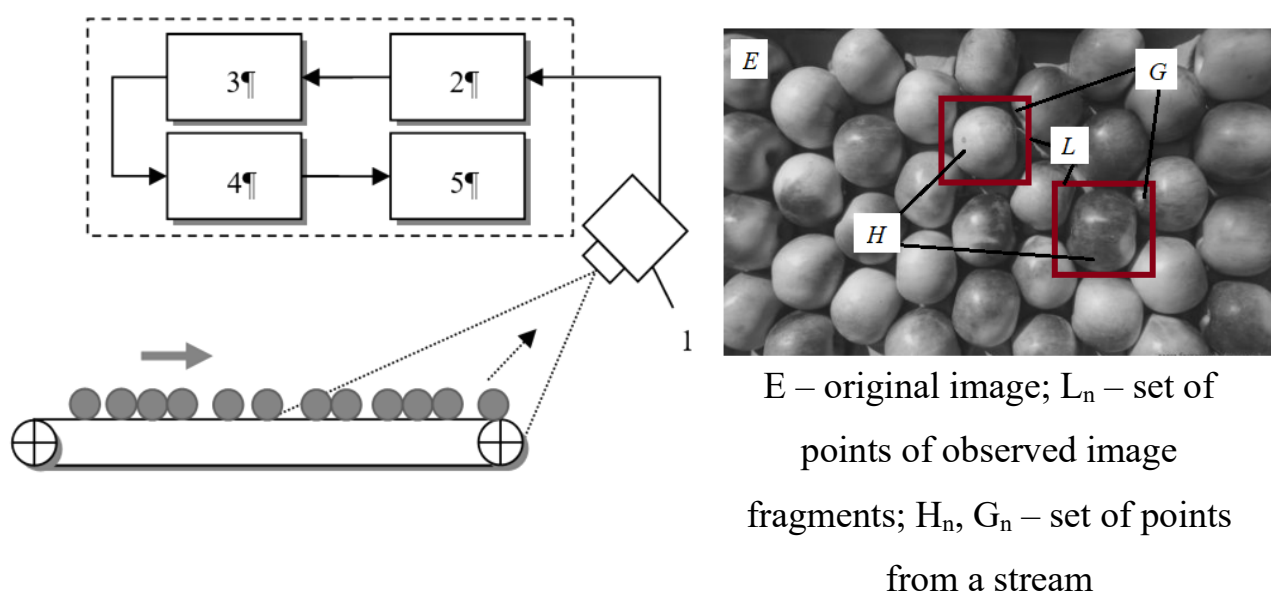 3¶
2¶
4¶
5¶
1
E
G
L
H
E – original image; Lₙ – set of
points of observed image
fragments; Hₙ, Gₙ – set of points
from a stream